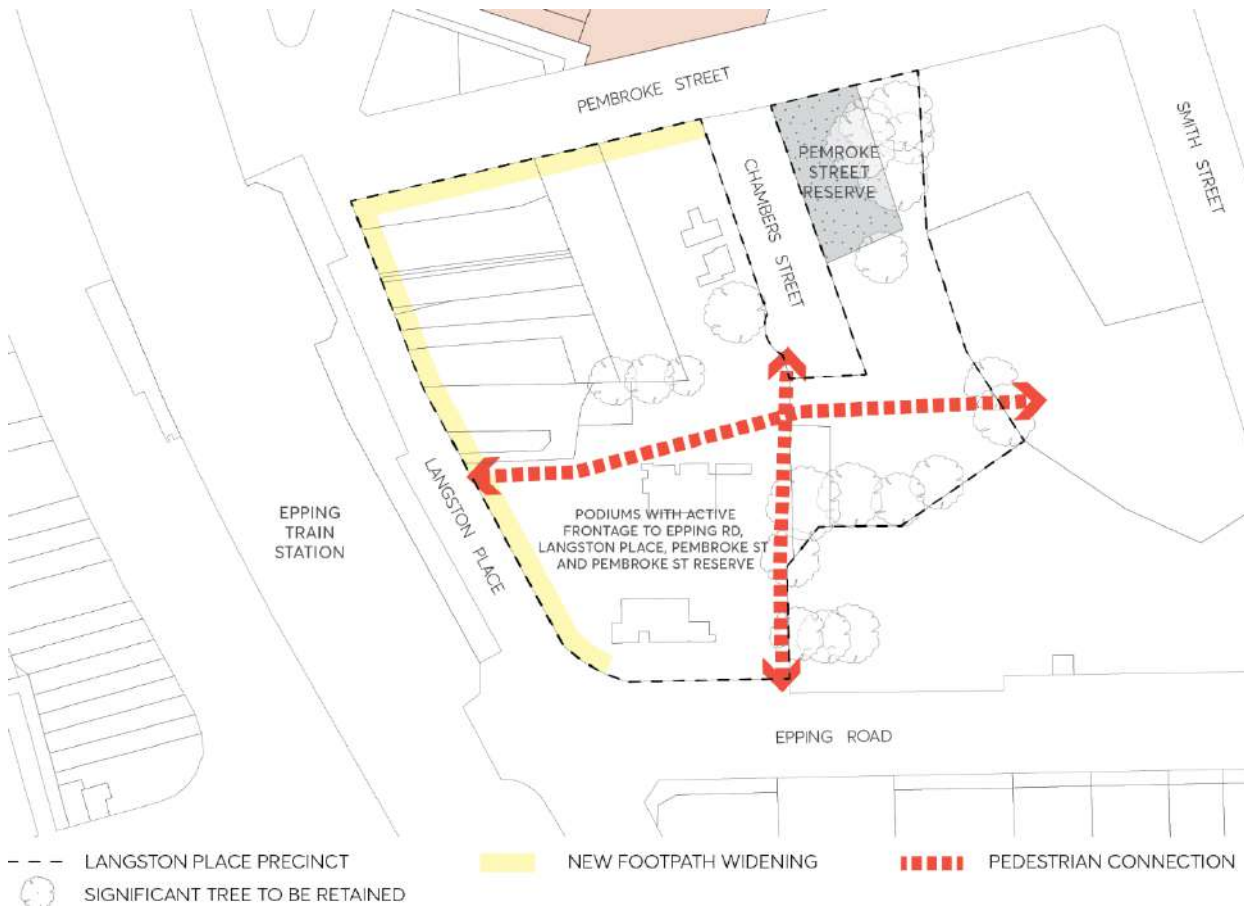 PEMBROKE STREET
SMITH STREET
PEMROKE
STREET
RESERVE
CHAMBERS STREET
EPPING
TRAIN
STATION
LANGSTON PLACE
PODIUMS WITH ACTIVE
FRONTAGE TO EPPING RD,
LANGSTON PLACE, PEMBROKE ST
AND PEMBROKE ST RESERVE
EPPING ROAD
LANGSTON PLACE PRECINCT
NEW FOOTPATH WIDENING
PEDESTRIAN CONNECTION
SIGNIFICANT TREE TO BE RETAINED